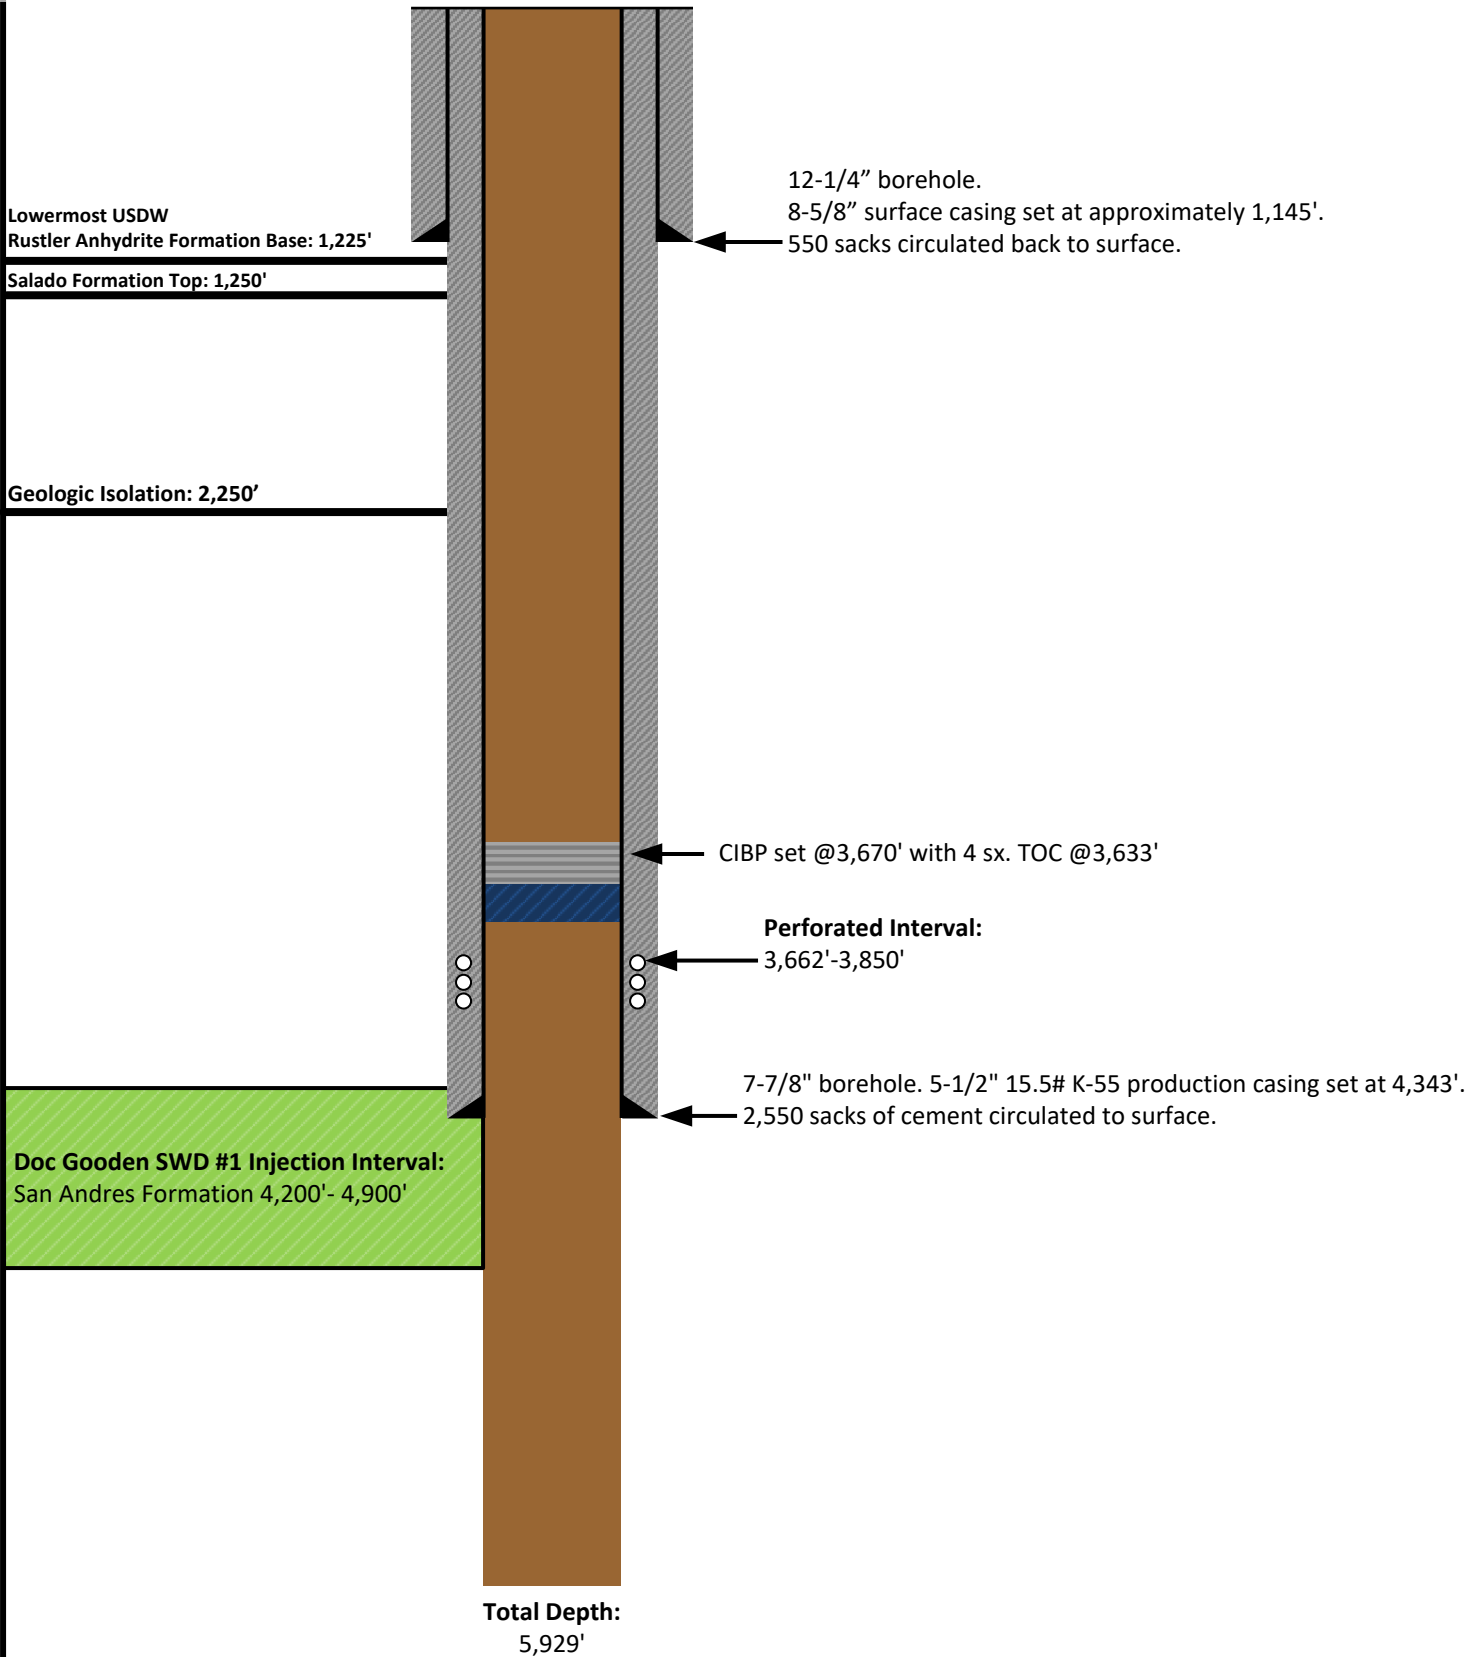 12-1/4” borehole.
8-5/8” surface casing set at approximately 1,145'.
550 sacks circulated back to surface.
Lowermost USDW
Rustler Anhydrite Formation Base: 1,225'
Salado Formation Top: 1,250'
Geologic Isolation: 2,250’
CIBP set @3,670' with 4 sx. TOC @3,633'
Perforated Interval:
3,662'-3,850'
7-7/8" borehole. 5-1/2" 15.5# K-55 production casing set at 4,343'.
2,550 sacks of cement circulated to surface.
Doc Gooden SWD #1 Injection Interval:
San Andres Formation 4,200'- 4,900'
Total Depth:
5,929'